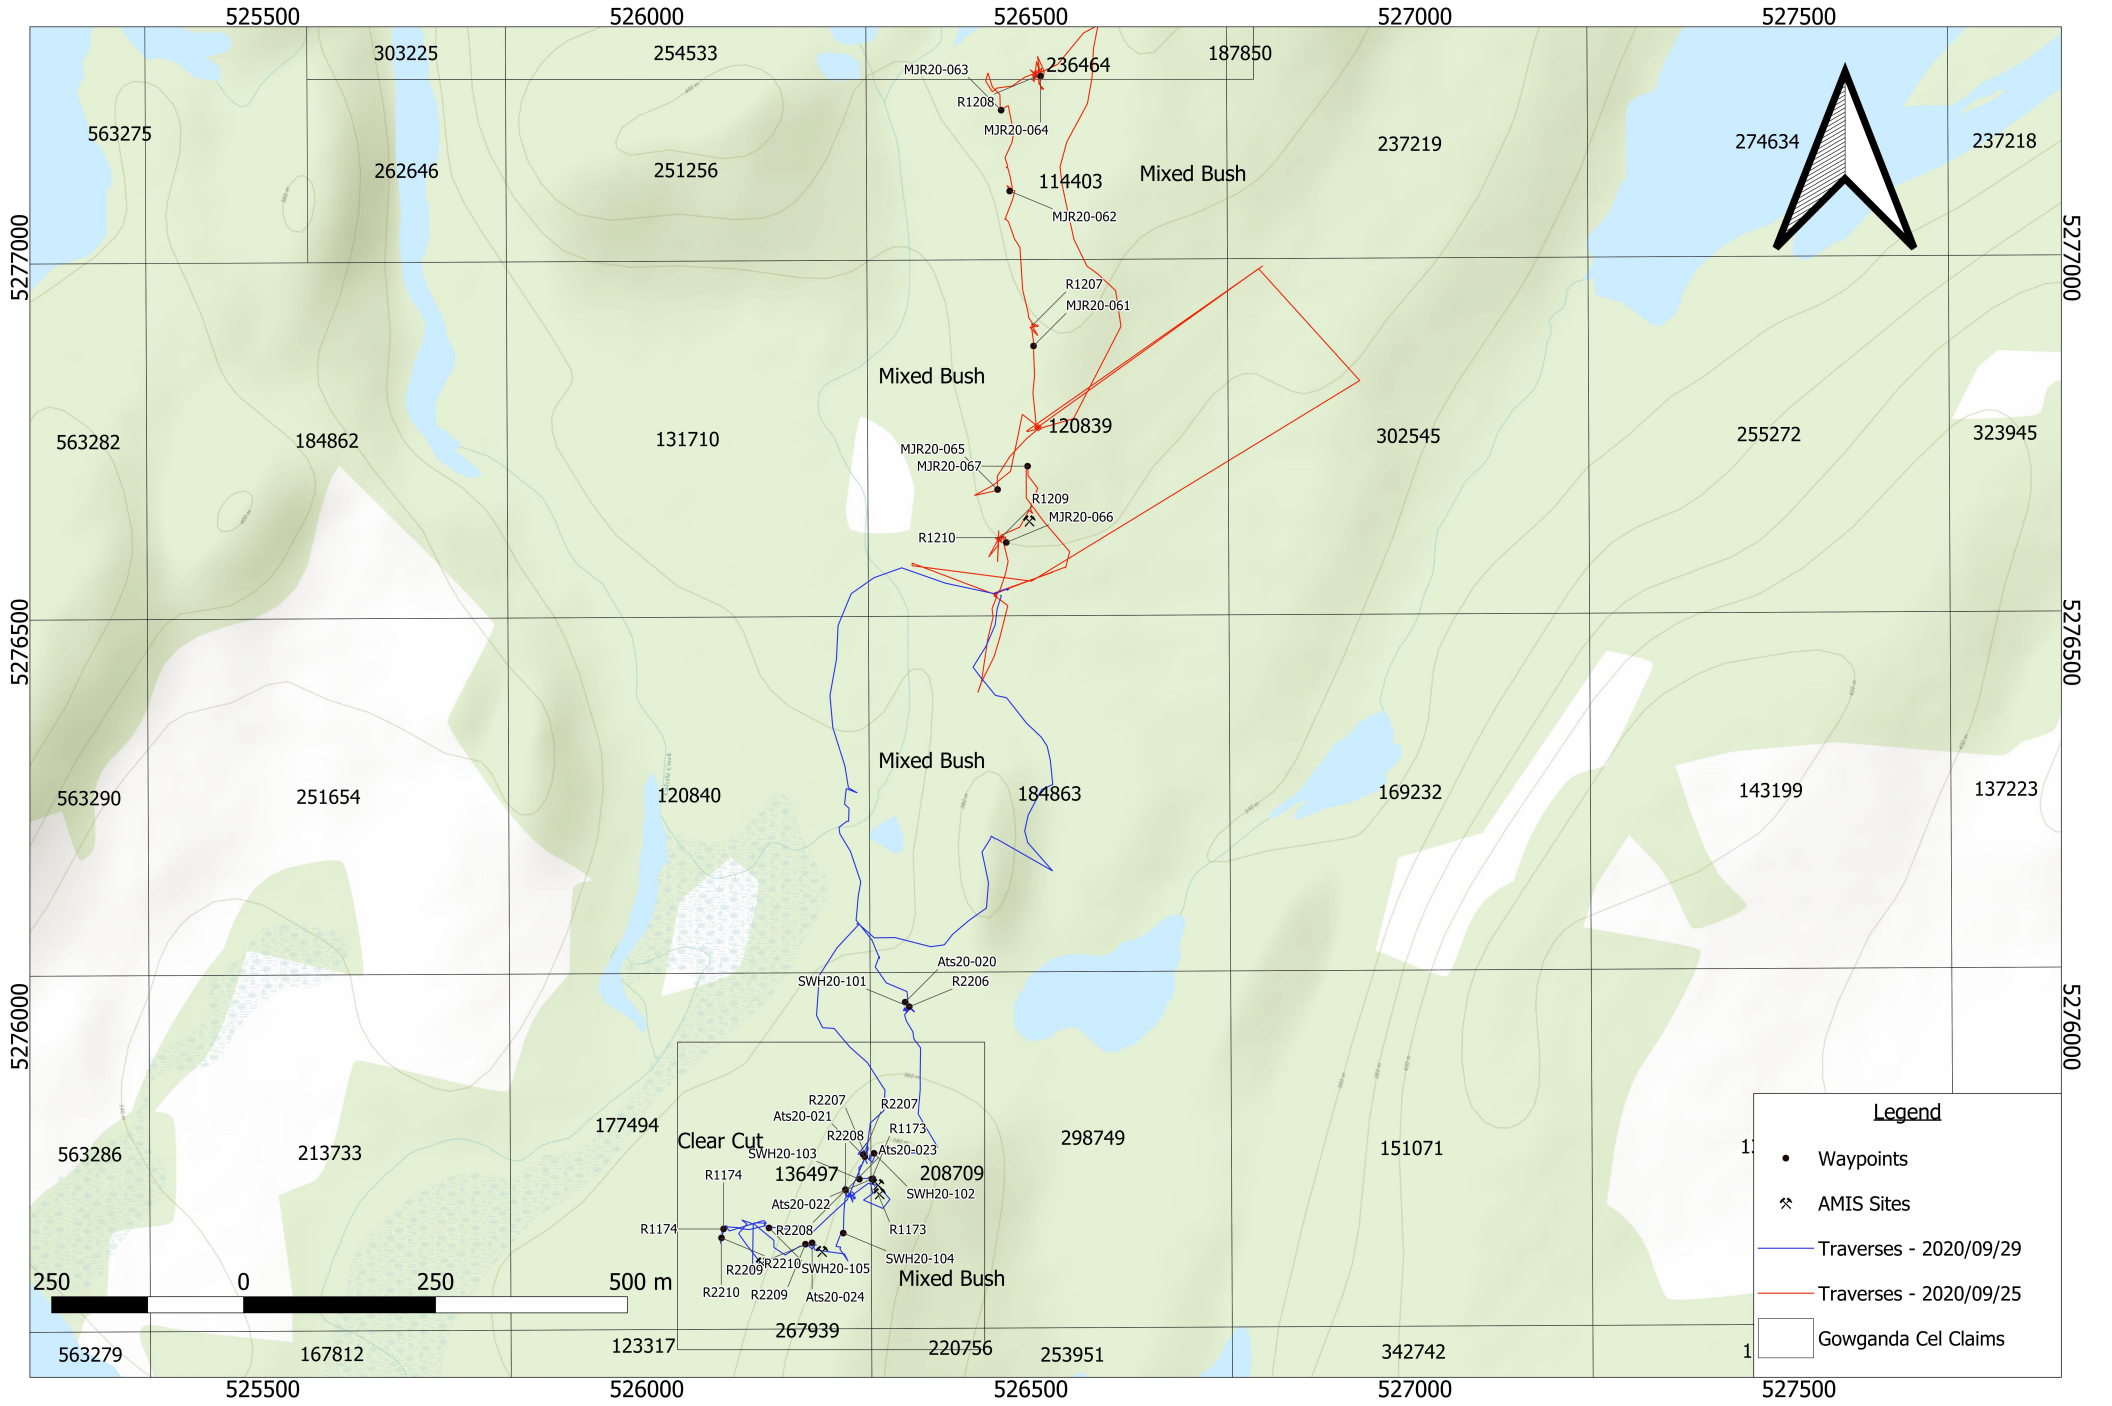 525500 526000 526500 527000 527500
303225 254533 187850
MJR20-063 236464
R1208
563275 MJR20-064 237219 274634 237218
262646 251256 Mixed Bush
114403
MJR20-062
5277000 5277000
R1207
MJR20-061
Mixed Bush
563282 184862 131710 120839 302545 255272 323945
MJR20-065
MJR20-067
R1209
MJR20-066
R1210
5276500 5276500
400 m
Mixed Bush
563290 251654 120840 184863 169232 143199 137223
Ats20-020
SWH20-101 R2206
5276000 5276000
360 m
R2207 R2207
Ats20-021
R2208 R1173
Clear Cut
177494 298749 151071
563286 213733
SWH20-103 Ats20-023
R1174 136497 208709
SWH20-102
Ats20-022
R1174 R2208 R1173
R2209 R2210 SWH20-105 SWH20-104
Mixed Bush
R2210 R2209 Ats20-024
250 0 250 500 m
267939
563279 167812 123317 220756 253951 342742
Legend
Waypoints
AMIS Sites
Traverses - 2020/09/29
Traverses - 2020/09/25
Gowganda Cel Claims
525500 526000 526500 527000 527500